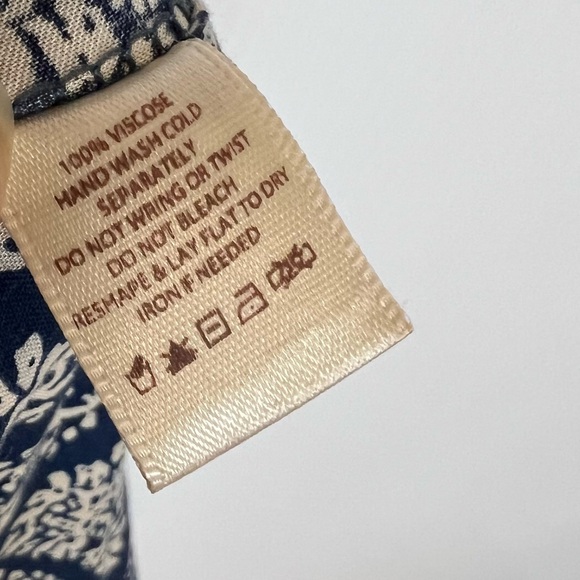 100% VISCOSE
HAND WASH COLD
SEPARATELY
DO NOT WRING OR TWIST
DO NOT BLEACH
RESHAPE & LAY FLAT TO DRY
IRON IF NEEDED